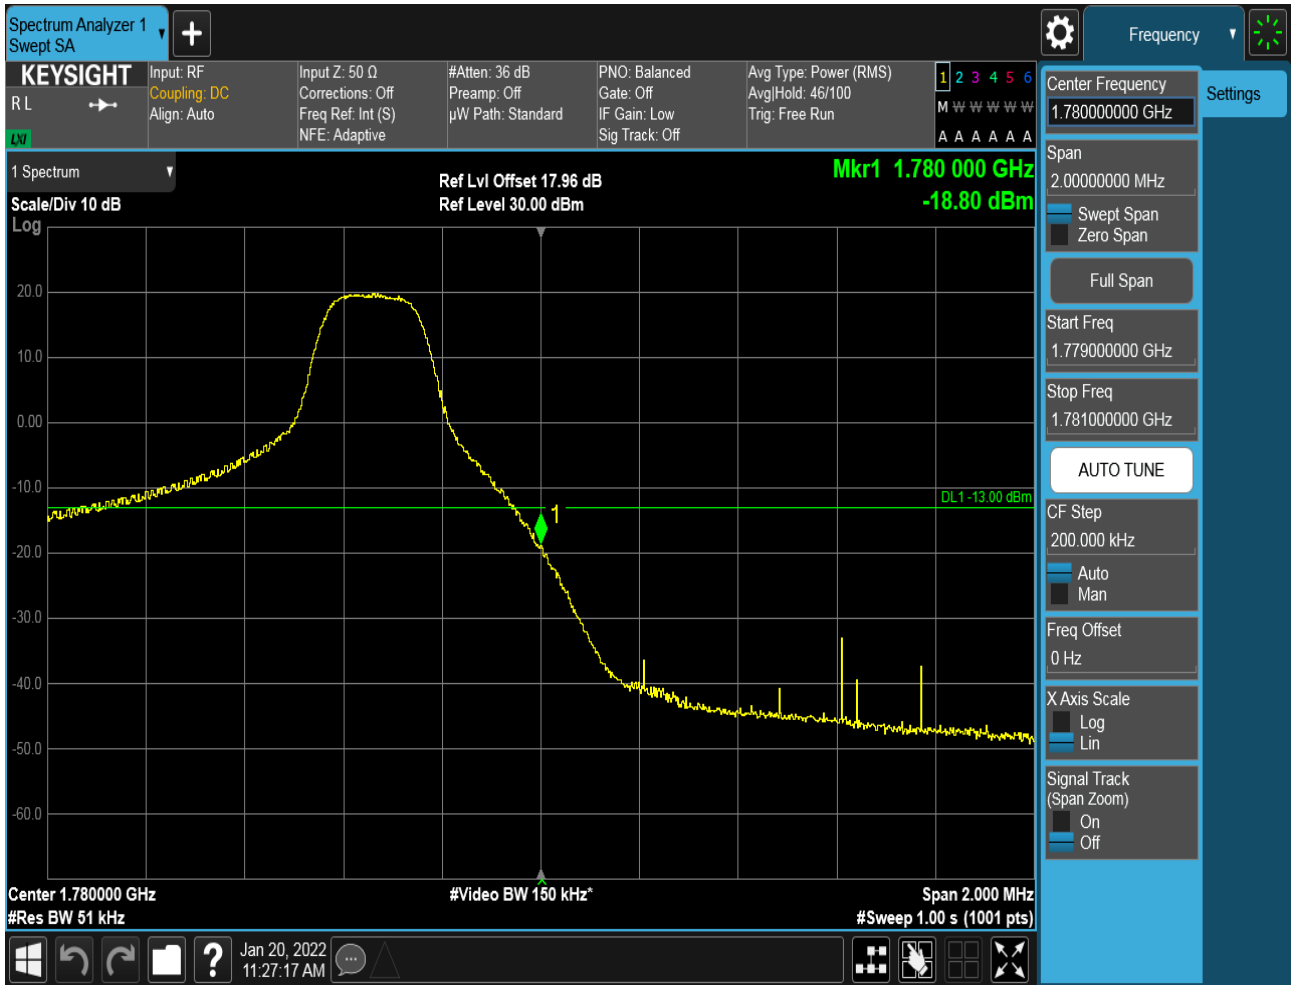 Spectrum Analyzer 1
Swept SA
Frequency
KEYSIGHT
R L
LXI
Input: RF
Coupling: DC
Align: Auto
Input Z: 50 Ω
Corrections: Off
Freq Ref: Int (S)
NFE: Adaptive
#Atten: 36 dB
Preamp: Off
µW Path: Standard
PNO: Balanced
Gate: Off
IF Gain: Low
Sig Track: Off
Avg Type: Power (RMS)
Avg|Hold: 46/100
Trig: Free Run
1 2 3 4 5 6
M W W W W W
A A A A A A
1 Spectrum
Scale/Div 10 dB
Log
Ref Lvl Offset 17.96 dB
Ref Level 30.00 dBm
Mkr1 1.780 000 GHz
-18.80 dBm
20.0
10.0
0.00
-10.0
-20.0
-30.0
-40.0
-50.0
-60.0
DL1 -13.00 dBm
1
Center 1.780000 GHz
#Res BW 51 kHz
#Video BW 150 kHz*
Span 2.000 MHz
#Sweep 1.00 s (1001 pts)
Center Frequency
1.780000000 GHz
Settings
Span
2.00000000 MHz
Swept Span
Zero Span
Full Span
Start Freq
1.779000000 GHz
Stop Freq
1.781000000 GHz
AUTO TUNE
CF Step
200.000 kHz
Auto
Man
Freq Offset
0 Hz
X Axis Scale
Log
Lin
Signal Track
(Span Zoom)
On
Off
?
Jan 20, 2022
11:27:17 AM